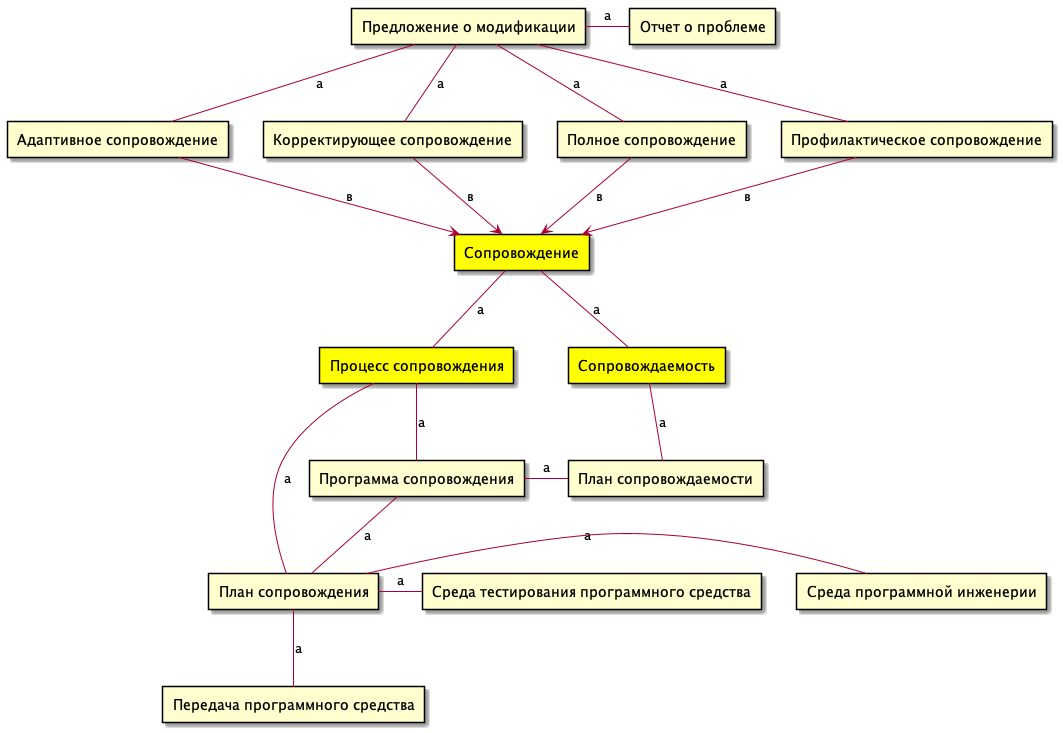 Предложение о модификации
а
Отчет о проблеме
а
а
а
а
Адаптивное сопровождение
Корректирующее сопровождение
Полное сопровождение
Профилактическое сопровождение
в
в
в
в
Сопровождение
а
а
Процесс сопровождения
Сопровождаемость
а
а
Программа сопровождения
а
План сопровождаемости
а
а
а
План сопровождения
а
Среда тестирования программного средства
Среда программной инженерии
а
Передача программного средства